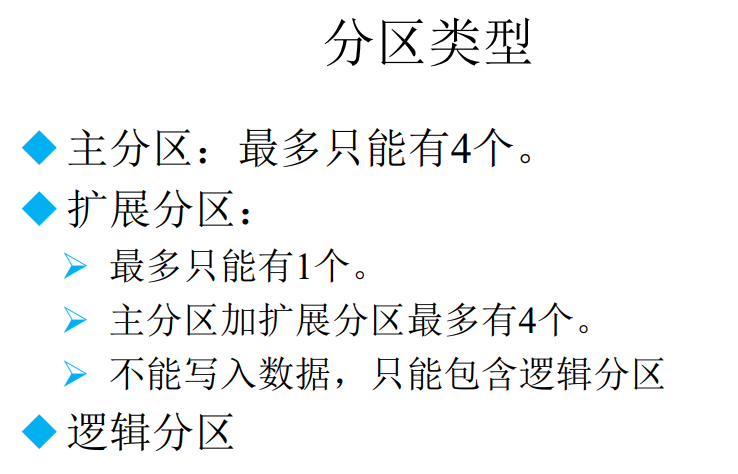 分区类型
主分区：最多只能有4个。
扩展分区：
最多只能有1个。
主分区加扩展分区最多有4个。
不能写入数据，只能包含逻辑分区
逻辑分区